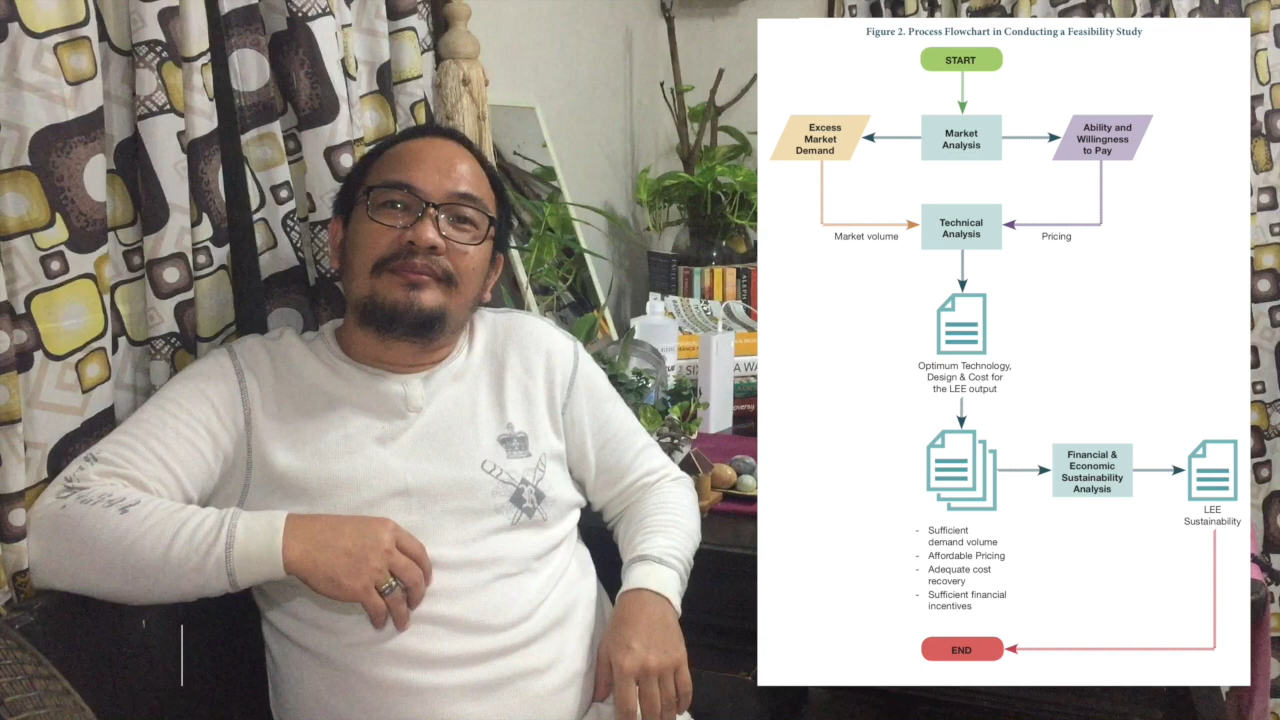 Figure 2. Process Flowchart in Conducting a Feasibility Study
START
Excess
Market
Demand
Market
Analysis
Ability and
Willingness
to Pay
Technical
Analysis
Market volume
Pricing
Optimum Technology,
Design & Cost for
the LEE output
Financial &
Economic
Sustainability
Analysis
LEE
Sustainability
- Sufficient
demand volume
- Affordable Pricing
- Adequate cost
recovery
- Sufficient financial
incentives
END